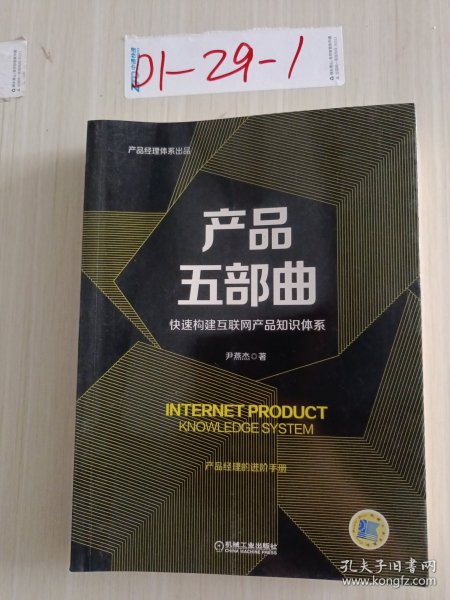 01-29-1
产品经理体系出品
产品
五部曲
快速构建互联网产品知识体系
尹燕杰◎著
INTERNET PRODUCT
KNOWLEDGE SYSTEM
产品经理的进阶手册
机械工业出版社
CHINA MACHINE PRESS
孔夫子旧书网
www.kongfz.com